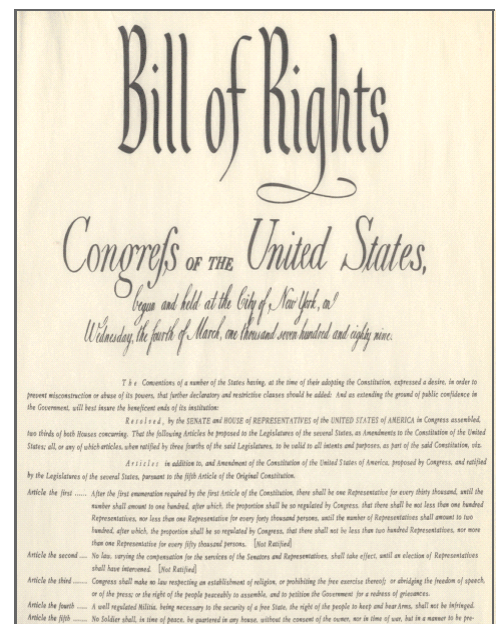 Bill of Rights
Congreſs OF THE United States,
begun and held at the City of New York, on
Wednesday, the fourth of March, one thousand seven hundred and eighty nine.
The Conventions of a number of the States having, at the time of their adopting the Constitution, expressed a desire, in order to
prevent misconstruction or abuse of its powers, that further declaratory and restrictive clauses should be added: And as extending the ground of public confidence in
the Government, will best insure the beneficent ends of its institution:
Resolved, by the SENATE and HOUSE of REPRESENTATIVES of the UNITED STATES of AMERICA in Congress assembled,
two thirds of both Houses concurring. That the following Articles be proposed to the Legislatures of the several States, as Amendments to the Constitution of the United
States; all, or any of which articles, when ratified by three fourths of the said Legislatures, to be valid to all intents and purposes, as part of the said Constitution, viz.
Articles in addition to, and Amendment of the Constitution of the United States of America, proposed by Congress, and ratified
by the Legislatures of the several States, pursuant to the fifth Article of the Original Constitution.
Article the first ...... After the first enumeration required by the first Article of the Constitution, there shall be one Representative for every thirty thousand, until the
number shall amount to one hundred, after which, the proportion shall be so regulated by Congress, that there shall be not less than one hundred
Representatives, nor less than one Representative for every forty thousand persons, until the number of Representatives shall amount to two
hundred, after which, the proportion shall be so regulated by Congress, that there shall not be less than two hundred Representatives, nor more
than one Representative for every fifty thousand persons. [Not Ratified]
Article the second ..... No law, varying the compensation for the services of the Senators and Representatives, shall take effect, until an election of Representatives
shall have intervened. [Not Ratified]
Article the third ...... Congress shall make no law respecting an establishment of religion, or prohibiting the free exercise thereof; or abridging the freedom of speech,
or of the press; or the right of the people peaceably to assemble, and to petition the Government for a redress of grievances.
Article the fourth ..... A well regulated Militia, being necessary to the security of a free State, the right of the people to keep and bear Arms, shall not be infringed.
Article the fifth ...... No Soldier shall, in time of peace, be quartered in any house, without the consent of the owner, nor in time of war, but in a manner to be pre-